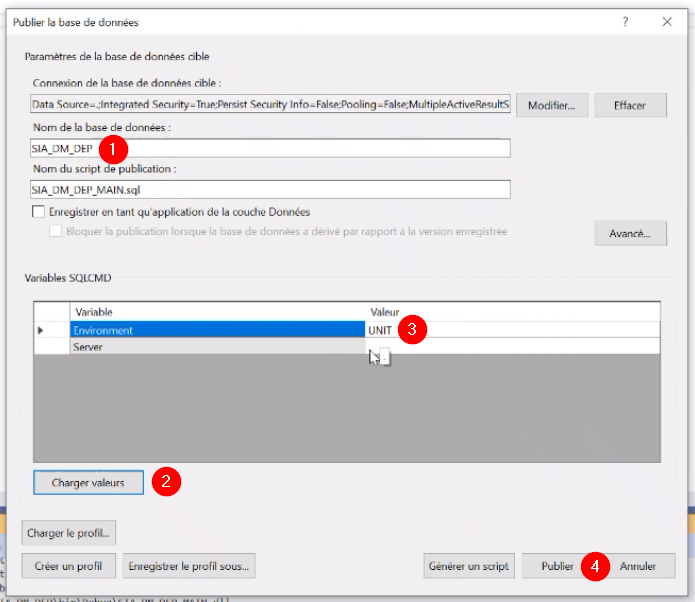 Publier la base de données
Paramètres de la base de données cible
Connexion de la base de données cible :
Data Source=.;Integrated Security=True;Persist Security Info=False;Pooling=False;MultipleActiveResultS
Modifier...
Effacer
Nom de la base de données :
SIA_DM_DEP
1
Nom du script de publication :
SIA_DM_DEP_MAIN.sql
Enregistrer en tant qu'application de la couche Données
Bloquer la publication lorsque la base de données a dérivé par rapport à la version enregistrée
Avancé...
Variables SQLCMD
Variable Valeur
Environment UNIT
3
Server
Charger valeurs
2
Charger le profil...
Créer un profil
Enregistrer le profil sous...
Générer un script
Publier
4
Annuler